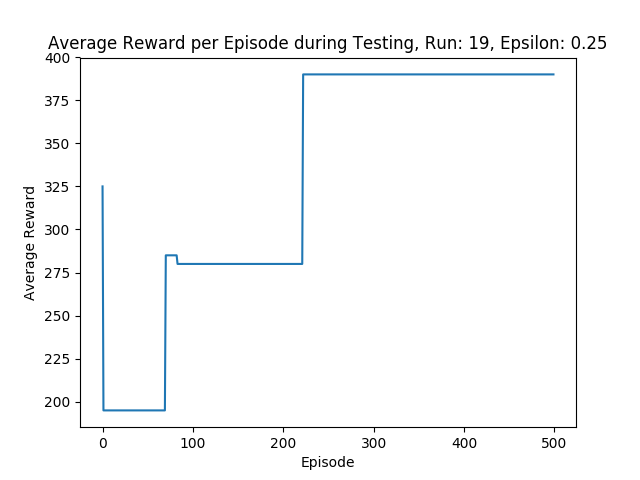 Average Reward per Episode during Testing, Run: 19, Epsilon: 0.25
400
375
350
325
300
275
250
225
200
Average Reward
0 100 200 300 400 500
Episode